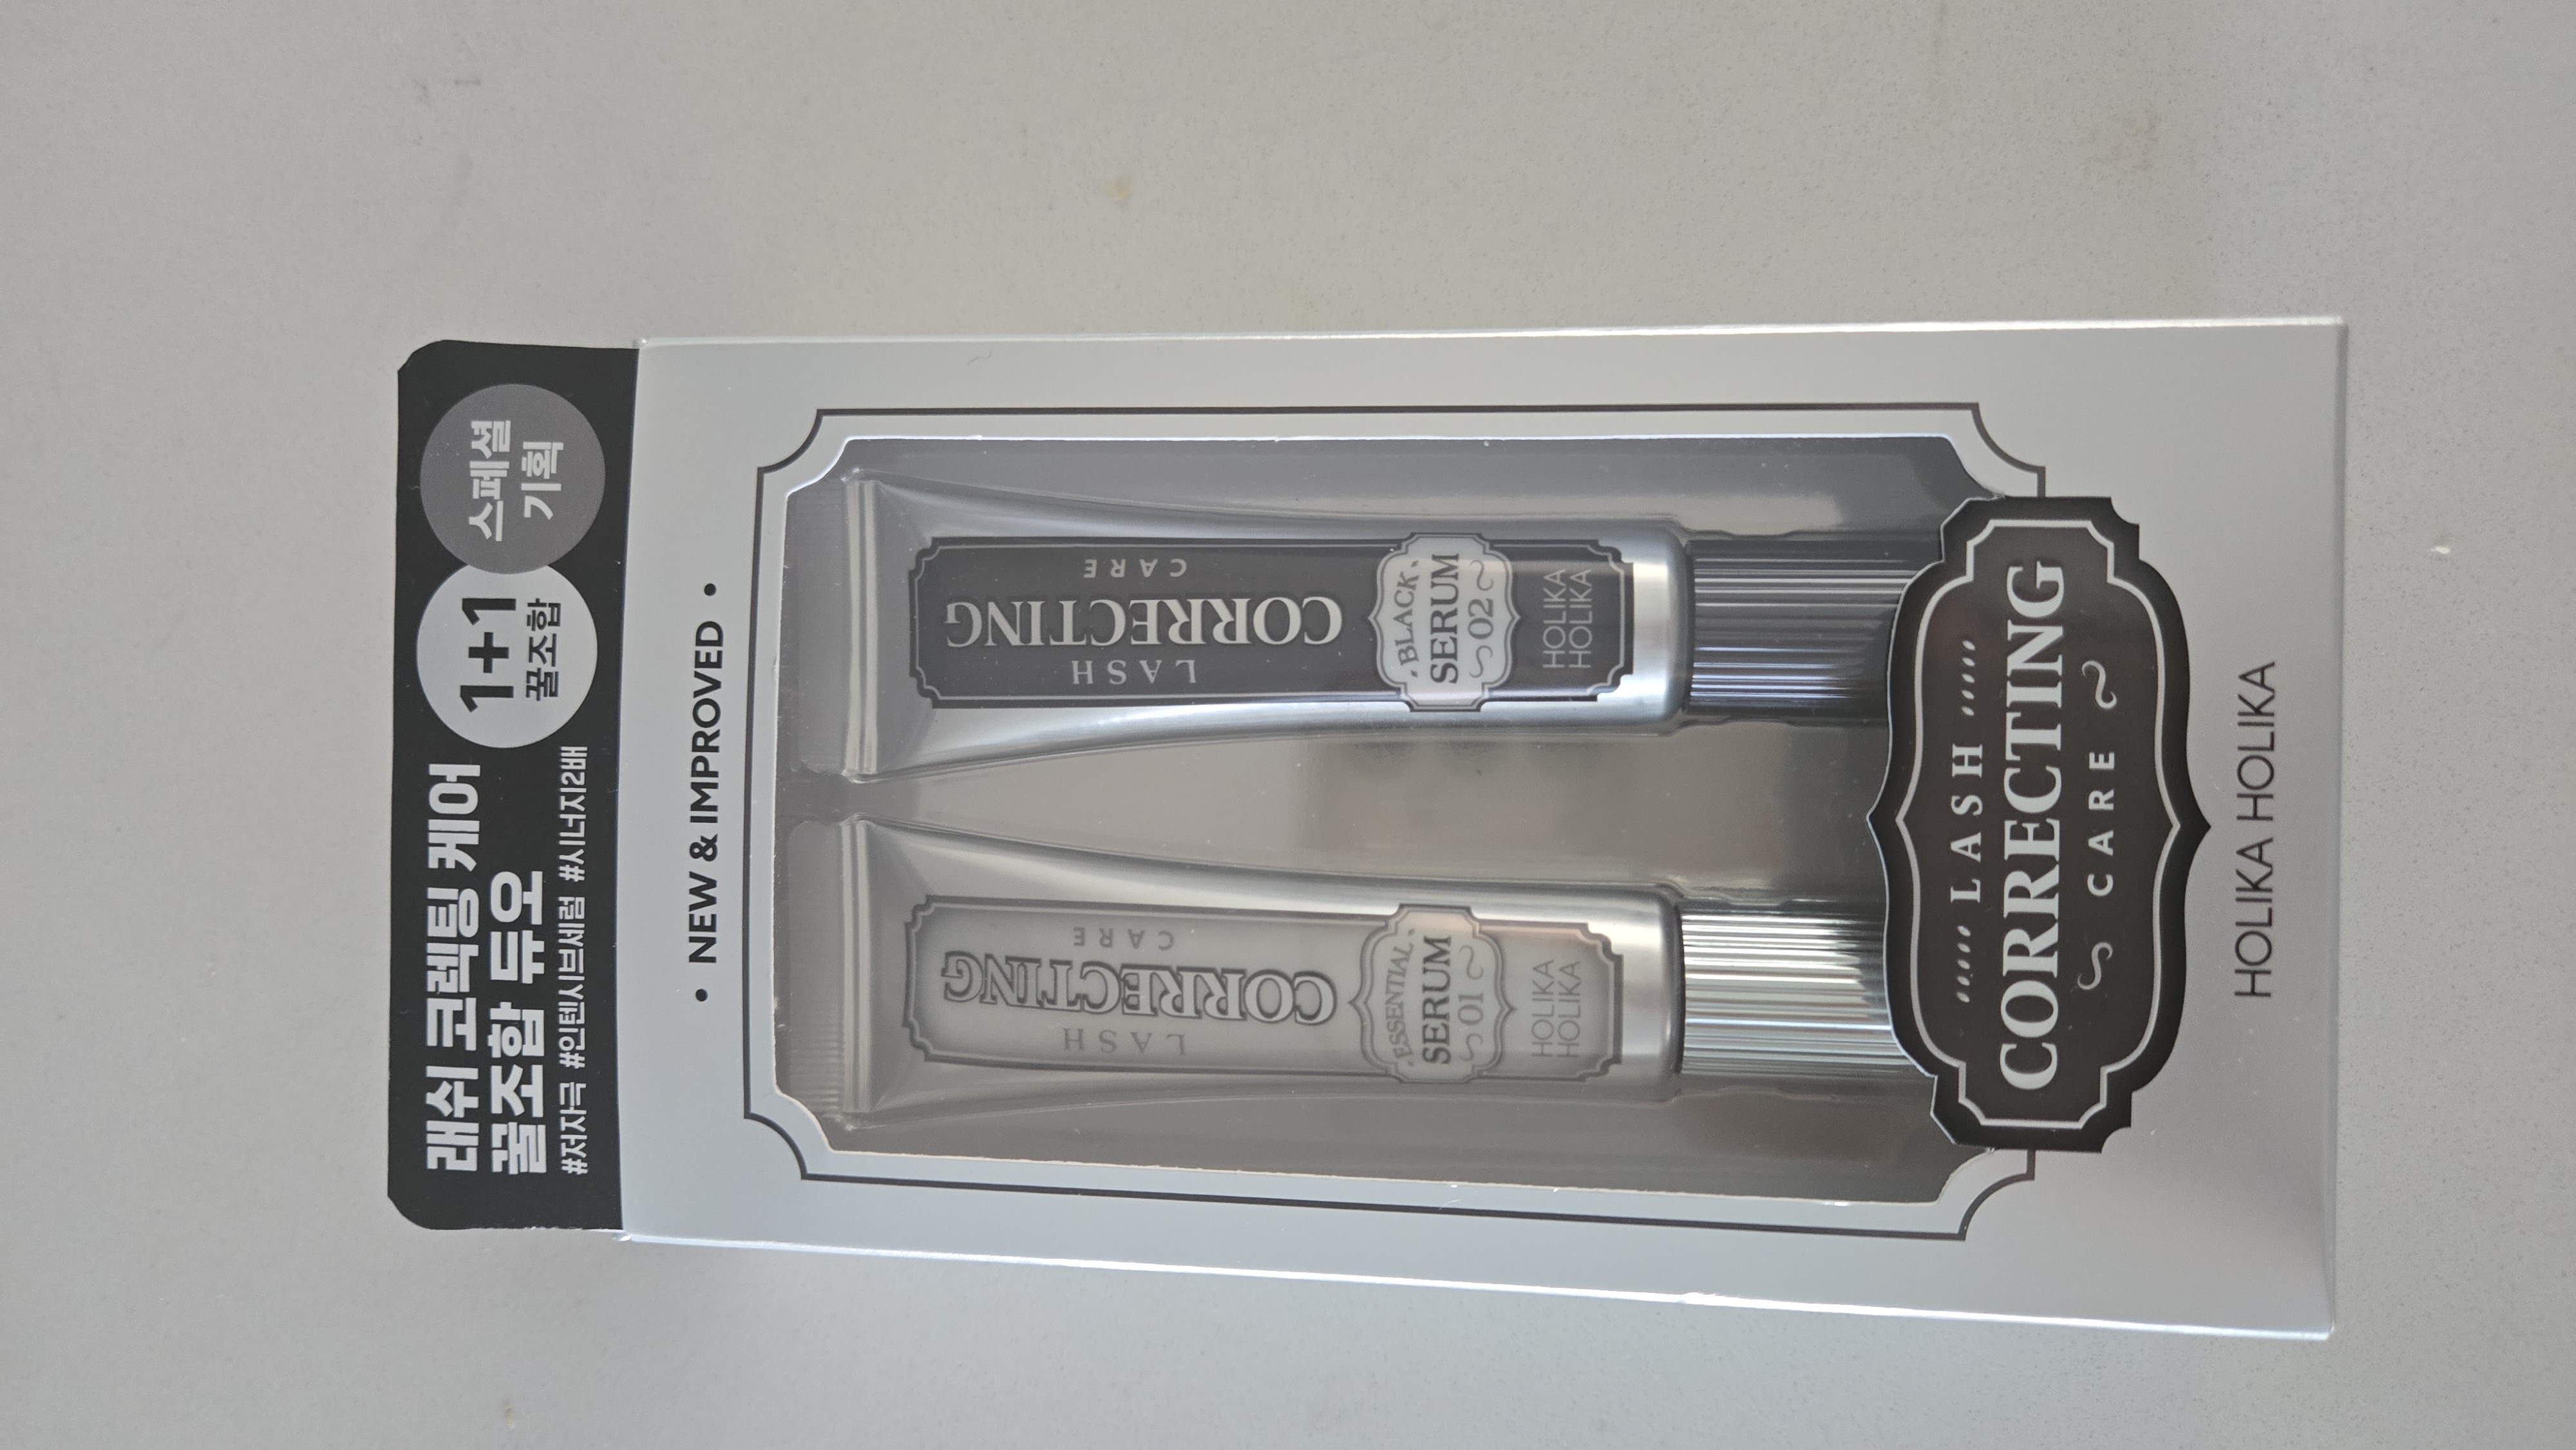 래쉬 코렉팅 케어
꿀조합 듀오
#저자극 #인텐시브세럼 #시너지2배
1+1
꿀조합
스페셜
기획
• NEW & IMPROVED •
LASH
CORRECTING
CARE
ESSENTIAL
SERUM
01
HOLIKA
HOLIKA
LASH
CORRECTING
CARE
BLACK
SERUM
02
HOLIKA
HOLIKA
LASH
CORRECTING
CARE
HOLIKA HOLIKA